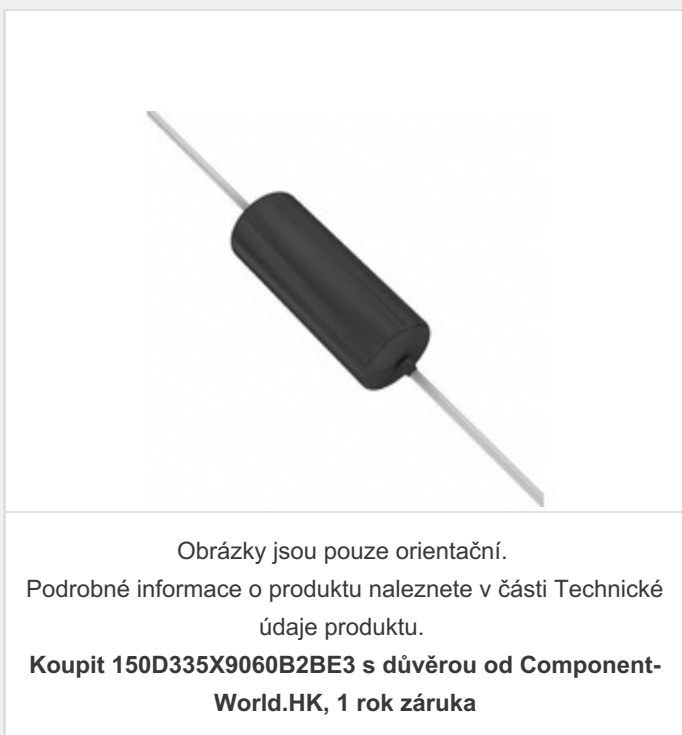 Obrázky jsou pouze orientační.
Podrobné informace o produktu naleznete v části Technické
údaje produktu.
Koupit 150D335X9060B2BE3 s důvěrou od Component-
World.HK, 1 rok záruka